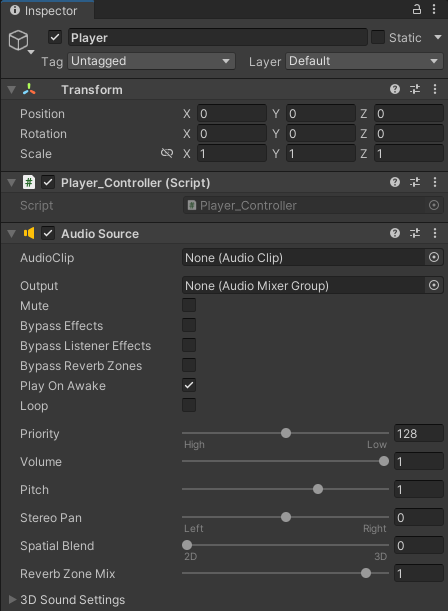 Inspector
Player Static
Tag Untagged Layer Default
Transform
Position X 0 Y 0 Z 0
Rotation X 0 Y 0 Z 0
Scale X 1 Y 1 Z 1
# Player_Controller (Script)
Script # Player_Controller
Audio Source
AudioClip None (Audio Clip)
Output None (Audio Mixer Group)
Mute
Bypass Effects
Bypass Listener Effects
Bypass Reverb Zones
Play On Awake
Loop
Priority 128
High Low
Volume 1
Pitch 1
Stereo Pan 0
Left Right
Spatial Blend 0
2D 3D
Reverb Zone Mix 1
3D Sound Settings